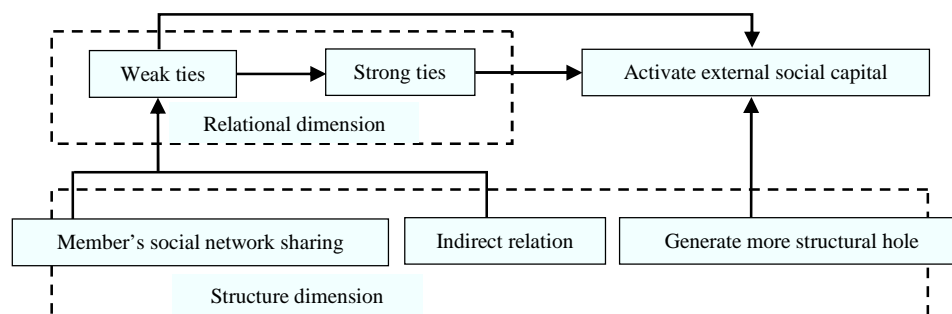 Weak ties
Strong ties
Activate external social capital
Relational dimension
Member's social network sharing
Indirect relation
Generate more structural hole
Structure dimension